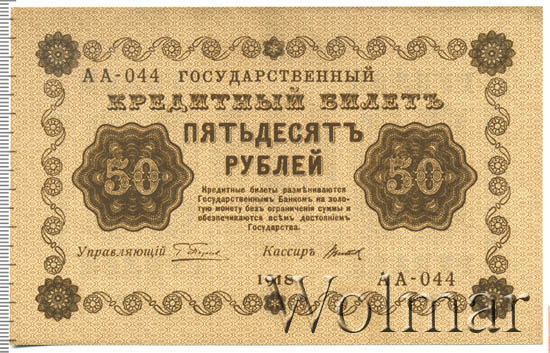 АА-044 ГОСУДАРСТВЕННЫЙ
КРЕДИТНЫЙ БИЛЕТЪ
ПЯТЬДЕСЯТЪ
РУБЛЕЙ
50
50
Кредитные билеты размѣниваются
Государственнымъ Банкомъ на золо-
тую монету безъ ограниченія суммы и
обезпечиваются всѣмъ достояніемъ
Государства.
Управляющій
Кассиръ
1918
АА-044
Wolmar